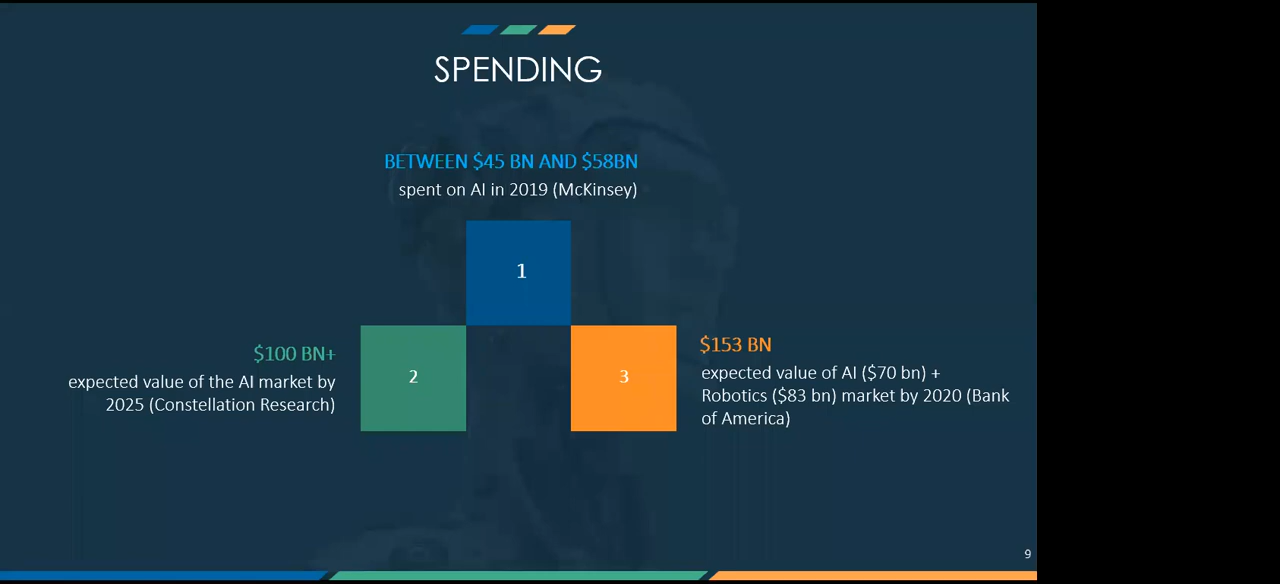 SPENDING
BETWEEN $45 BN AND $58BN
spent on AI in 2019 (McKinsey)
1
$100 BN+
expected value of the AI market by
2025 (Constellation Research)
2
3
$153 BN
expected value of AI ($70 bn) +
Robotics ($83 bn) market by 2020 (Bank
of America)
9